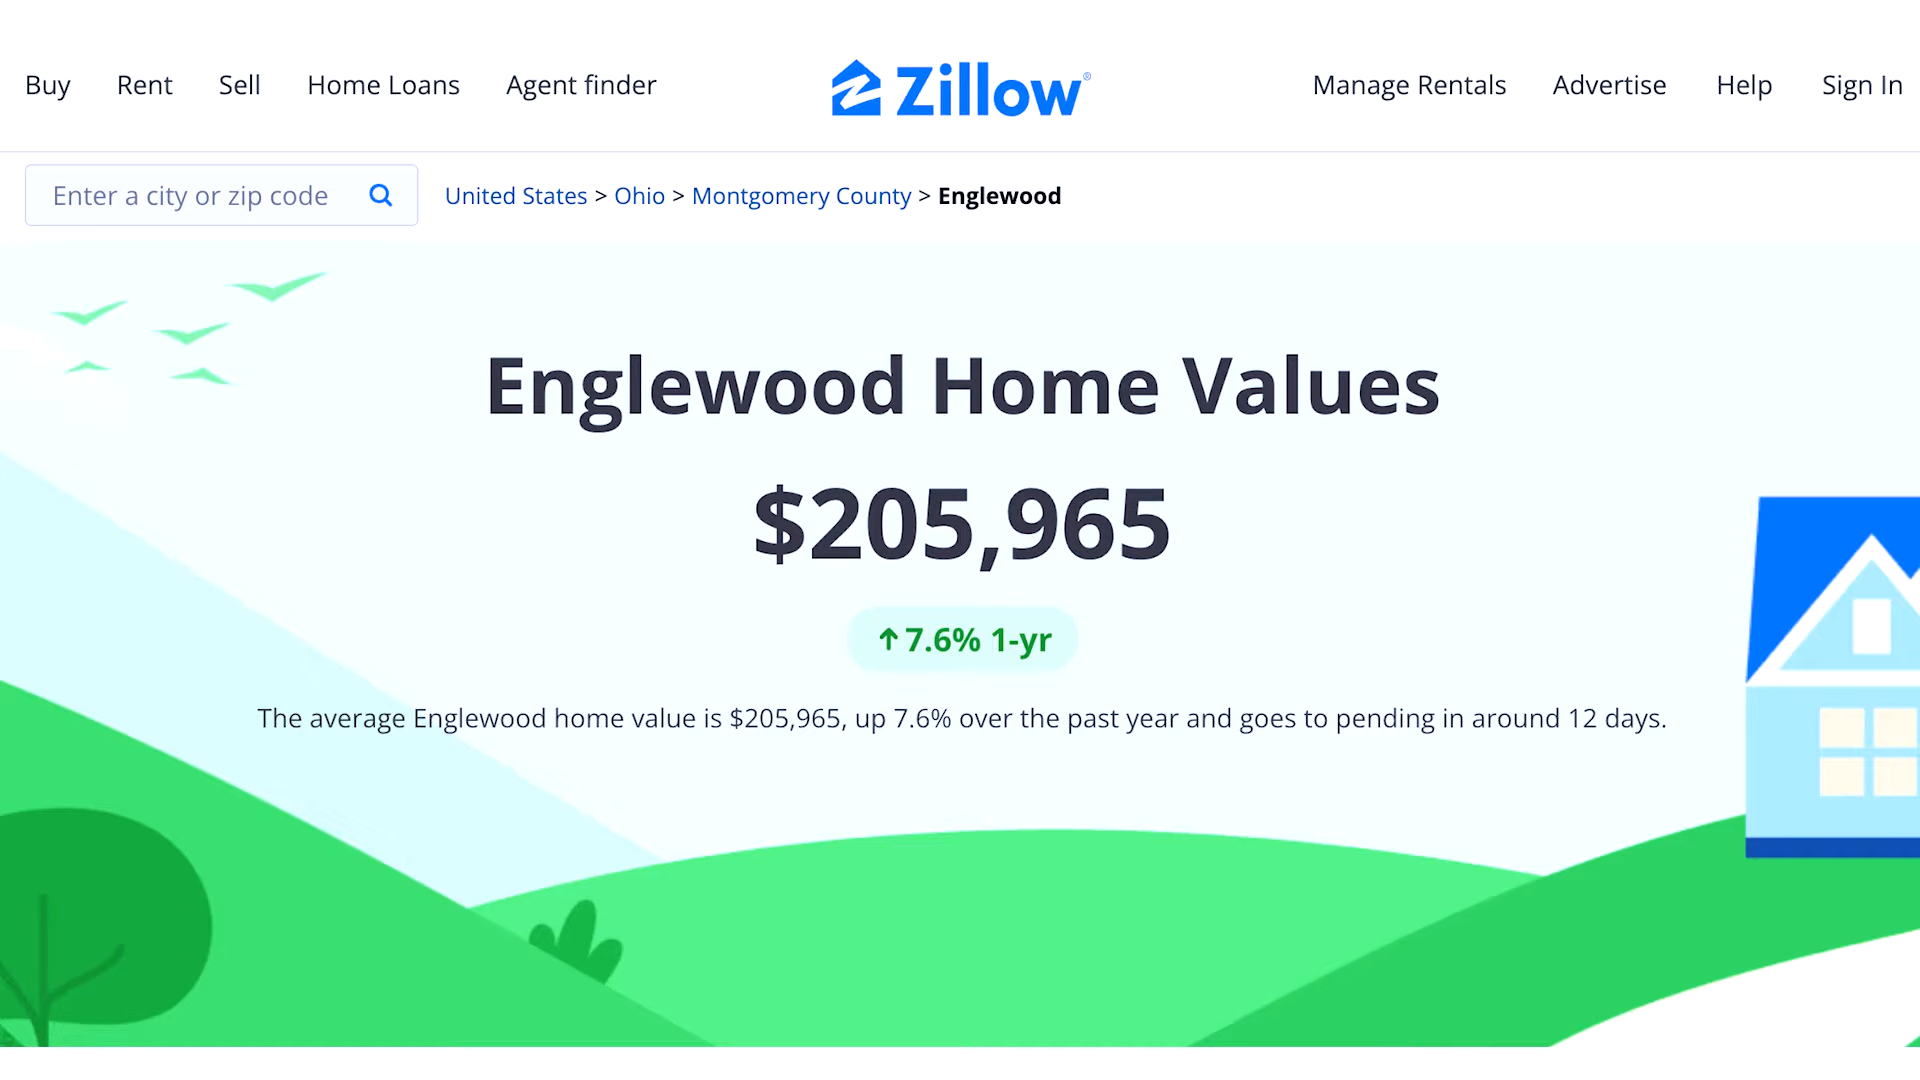 Buy Rent Sell Home Loans Agent finder Zillow® Manage Rentals Advertise Help Sign In
Enter a city or zip code United States > Ohio > Montgomery County > Englewood
Englewood Home Values
$205,965
↑ 7.6% 1-yr
The average Englewood home value is $205,965, up 7.6% over the past year and goes to pending in around 12 days.